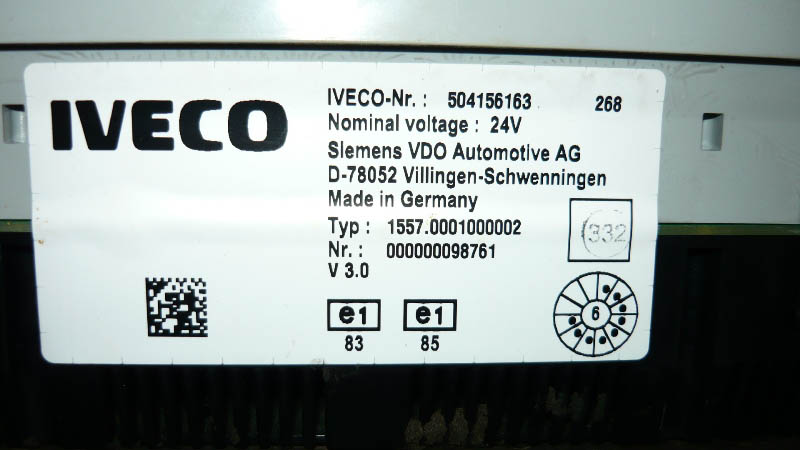 IVECO
IVECO-Nr. : 504156163 268
Nominal voltage : 24V
Siemens VDO Automotive AG
D-78052 Villingen-Schwenningen
Made in Germany
Typ : 1557.0001000002
Nr. : 000000098761
V 3.0
332
e1 e1
83 85
6